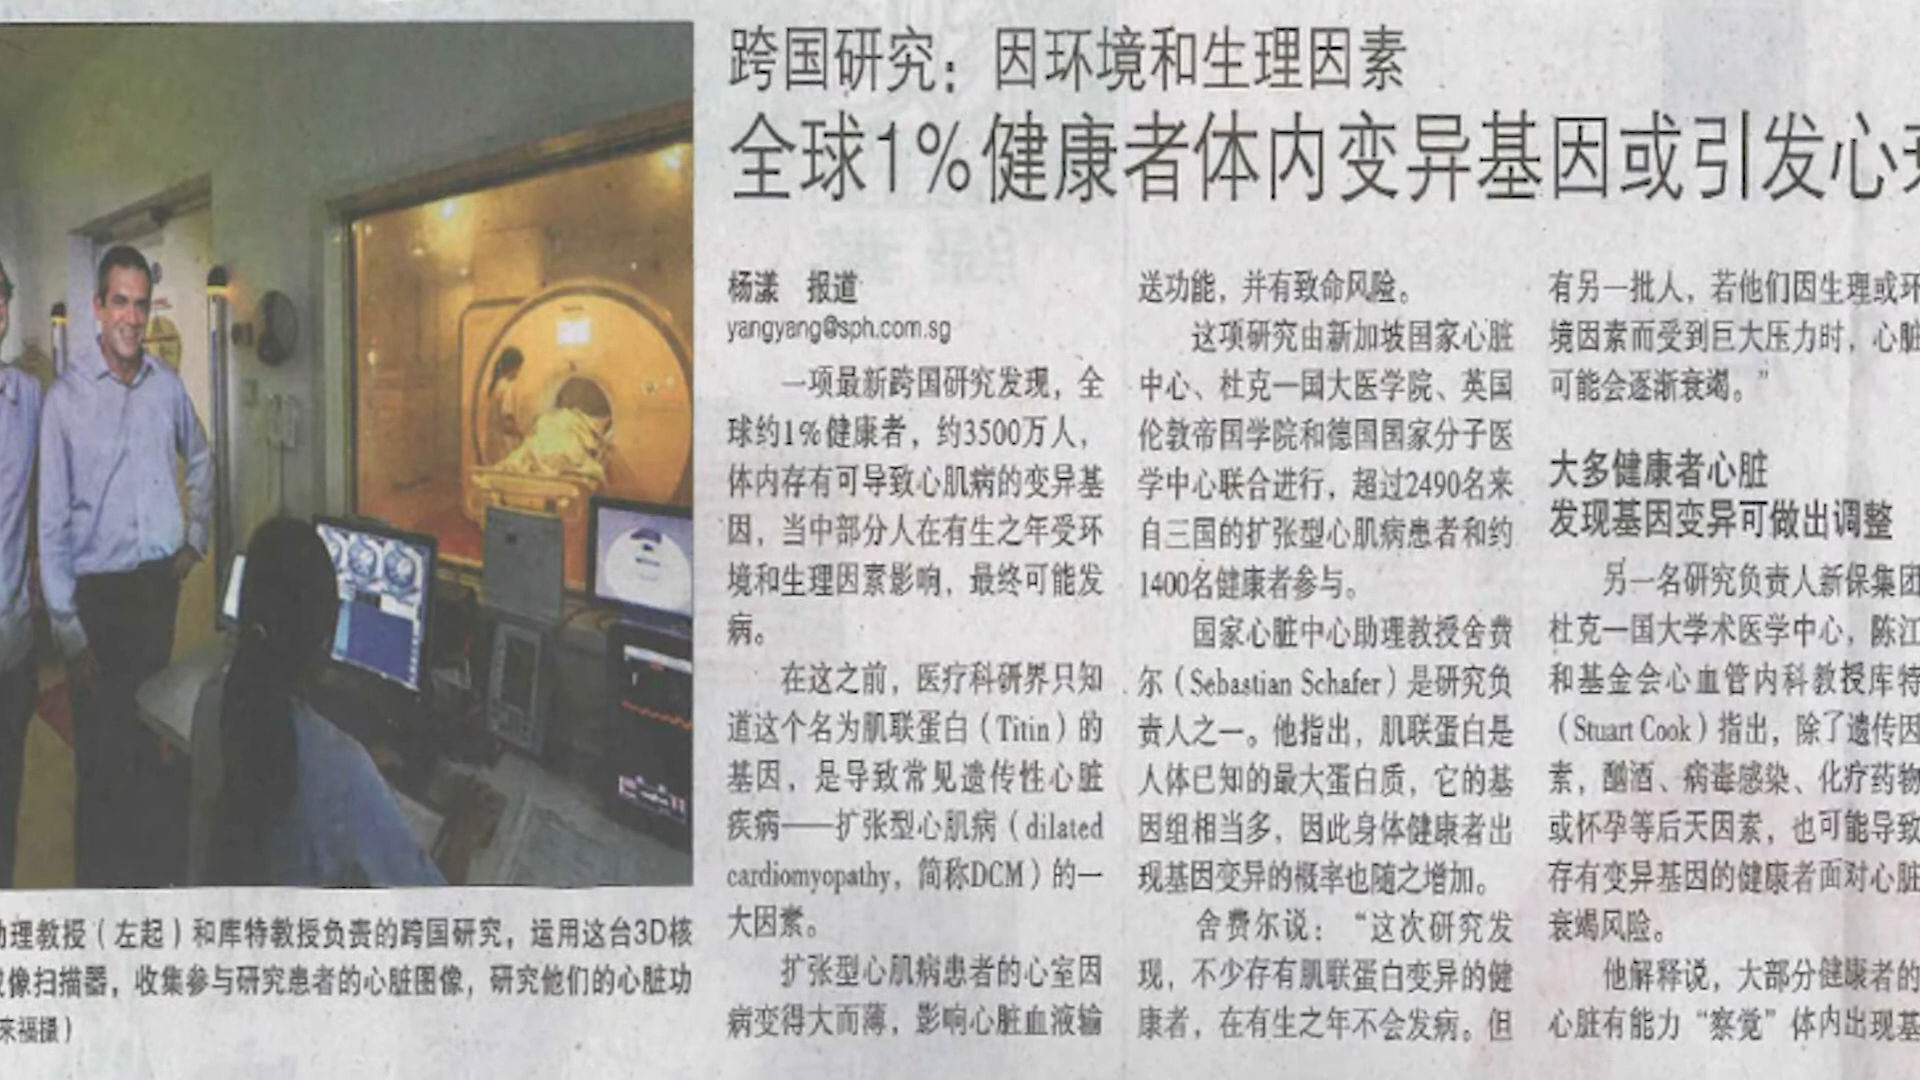 跨国研究：因环境和生理因素
全球1%健康者体内变异基因或引发心
杨漾 报道
yangyang@sph.com.sg
一项最新跨国研究发现，全
球约1%健康者，约3500万人，
体内存有可导致心肌病的变异基
因，当中部分人在有生之年受环
境和生理因素影响，最终可能发
病。
在这之前，医疗科研界只知
道这个名为肌联蛋白（Titin）的
基因，是导致常见遗传性心脏
疾病——扩张型心肌病（dilated
cardiomyopathy，简称DCM）的一
大因素。
扩张型心肌病患者的心室因
病变得大而薄，影响心脏血液输
送功能，并有致命风险。
这项研究由新加坡国家心脏
中心、杜克—国大医学院、英国
伦敦帝国学院和德国国家分子医
学中心联合进行，超过2490名来
自三国的扩张型心肌病患者和约
1400名健康者参与。
国家心脏中心助理教授舍费
尔（Sebastian Schafer）是研究负
责人之一。他指出，肌联蛋白是
人体已知的最大蛋白质，它的基
因组相当多，因此身体健康者出
现基因变异的概率也随之增加。
舍费尔说：“这次研究发
现，不少存有肌联蛋白变异的健
康者，在有生之年不会发病。但
有另一批人，若他们因生理或环
境因素而受到巨大压力时，心脏
可能会逐渐衰竭。”
大多健康者心脏
发现基因变异可做出调整
另一名研究负责人新保集团
杜克—国大学术医学中心，陈江
和基金会心血管内科教授库特
（Stuart Cook）指出，除了遗传因
素，酗酒、病毒感染、化疗药物
或怀孕等后天因素，也可能导致
存有变异基因的健康者面对心脏
衰竭风险。
他解释说，大部分健康者的
心脏有能力“察觉”体内出现基
理教授（左起）和库特教授负责的跨国研究，运用这台3D核
像扫描器，收集参与研究患者的心脏图像，研究他们的心脏功
来福摄）